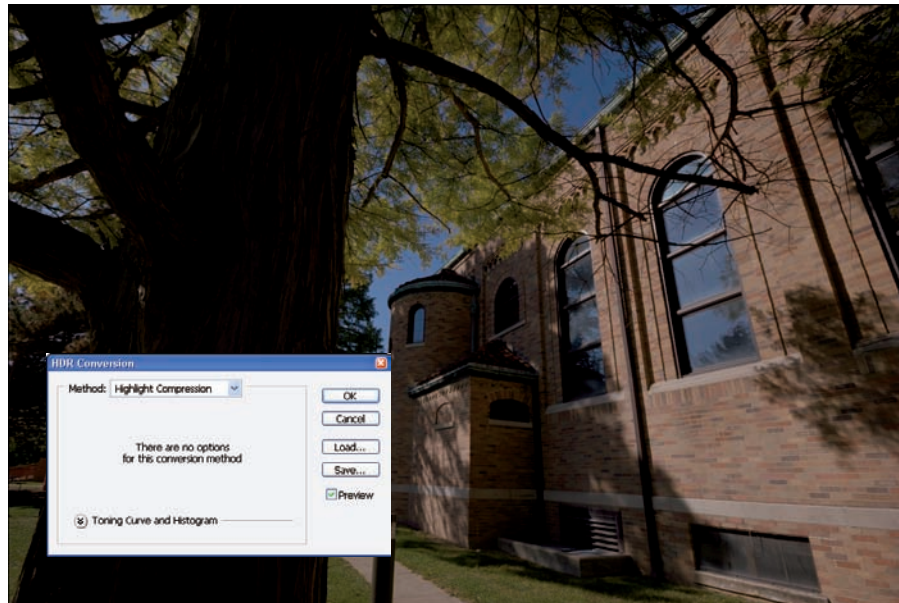 HDR Conversion
Method: Highlight Compression
OK
Cancel
There are no options
for this conversion method
Load...
Save...
Preview
Toning Curve and Histogram